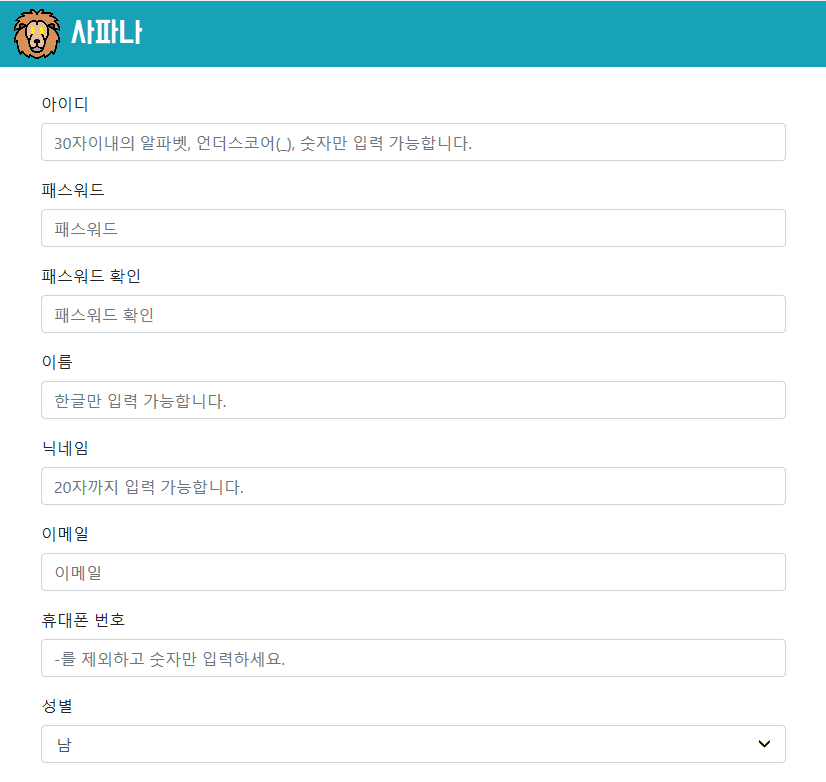 사파나
아이디
30자이내의 알파벳, 언더스코어(_), 숫자만 입력 가능합니다.
패스워드
패스워드
패스워드 확인
패스워드 확인
이름
한글만 입력 가능합니다.
닉네임
20자까지 입력 가능합니다.
이메일
이메일
휴대폰 번호
-를 제외하고 숫자만 입력하세요.
성별
남